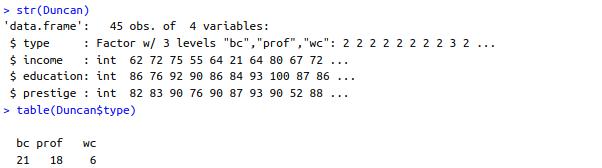 > str(Duncan)
'data.frame':   45 obs. of  4 variables:
 $ type     : Factor w/ 3 levels "bc","prof","wc": 2 2 2 2 2 2 2 2 3 2 ...
 $ income   : int  62 72 75 55 64 21 64 80 67 72 ...
 $ education: int  86 76 92 90 86 84 93 100 87 86 ...
 $ prestige : int  82 83 90 76 90 87 93 90 52 88 ...
> table(Duncan$type)
  bc prof   wc
  21   18    6